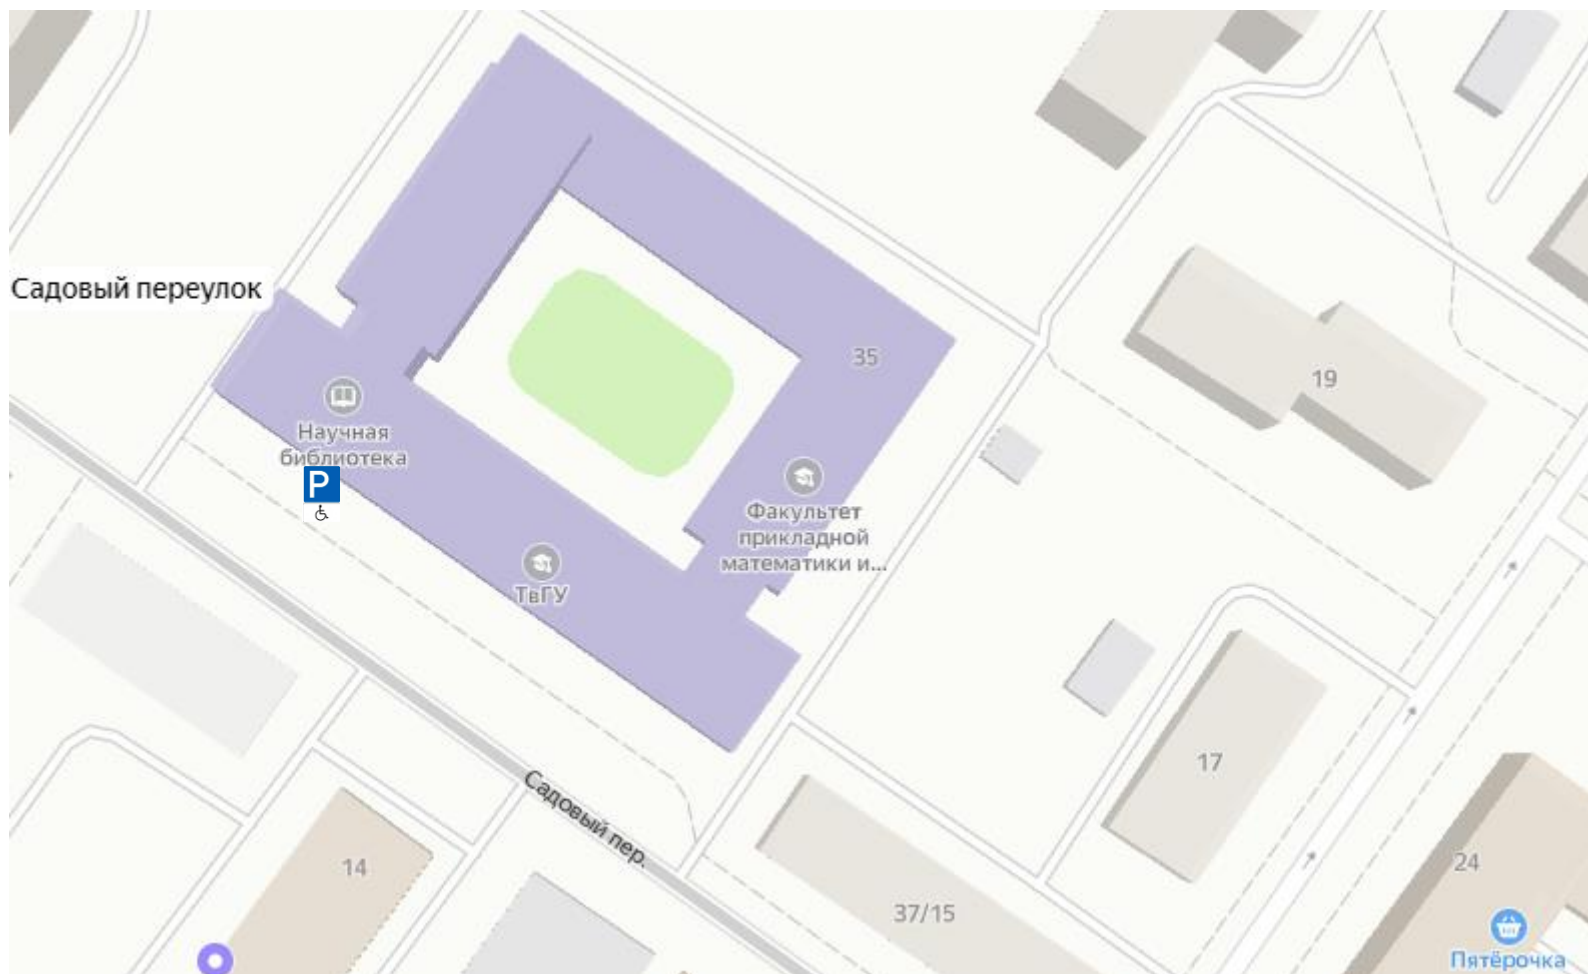 Садовый переулок
35
19
Научная
библиотека
P
Факультет
прикладной
математики и...
ТвГУ
17
Садовый пер.
14
24
37/15
Пятёрочка